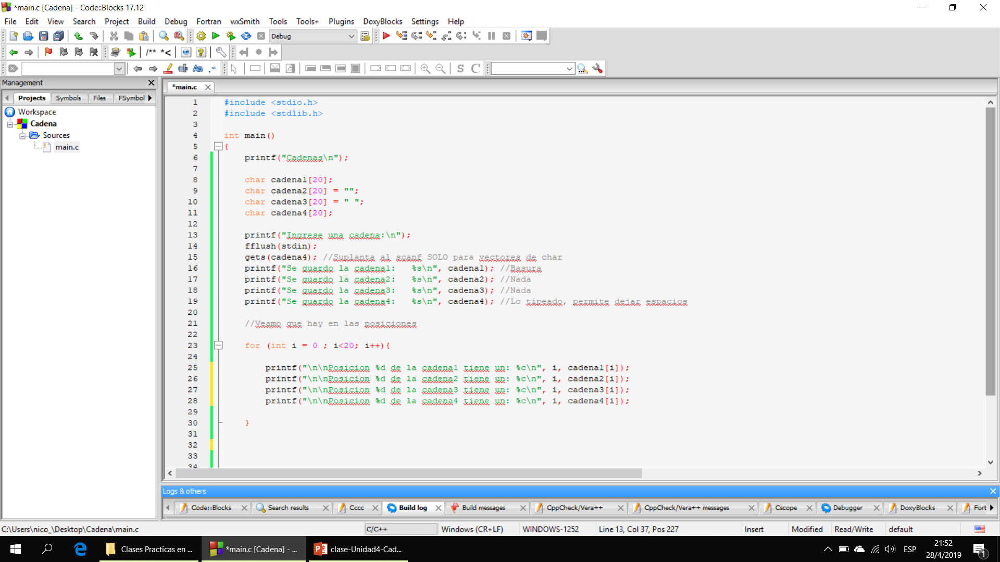 *main.c [Cadena] - Code::Blocks 17.12
File Edit View Search Project Build Debug Fortran wxSmith Tools Tools+ Plugins DoxyBlocks Settings Help
Debug
/** *<
Aa .*
S C
Management
*main.c
Projects Symbols Files FSymbol
Workspace
Cadena
Sources
main.c
1 #include <stdio.h>
2 #include <stdlib.h>
3
4 int main()
5 {
6 printf("Cadenas\n");
7
8 char cadena1[20];
9 char cadena2[20] = "";
10 char cadena3[20] = " ";
11 char cadena4[20];
12
13 printf("Ingrese una cadena:\n");
14 fflush(stdin);
15 gets(cadena4); //Suplanta al scanf SOLO para vectores de char
16 printf("Se guardo la cadena1:   %s\n", cadena1); //Basura
17 printf("Se guardo la cadena2:   %s\n", cadena2); //Nada
18 printf("Se guardo la cadena3:   %s\n", cadena3); //Nada
19 printf("Se guardo la cadena4:   %s\n", cadena4); //Lo tipeado, permite dejar espacios
20
21 //Veamo que hay en las posiciones
22
23 for (int i = 0 ; i<20; i++){
24
25 printf("\n\nPosicion %d de la cadena1 tiene un: %c\n", i, cadena1[i]);
26 printf("\n\nPosicion %d de la cadena2 tiene un: %c\n", i, cadena2[i]);
27 printf("\n\nPosicion %d de la cadena3 tiene un: %c\n", i, cadena3[i]);
28 printf("\n\nPosicion %d de la cadena4 tiene un: %c\n", i, cadena4[i]);
29
30 }
31
32
33
34
Logs & others
Code::Blocks Search results Cccc Build log Build messages CppCheck/Vera++ CppCheck/Vera++ messages Cscope Debugger DoxyBlocks Fort
C:\Users\nico_\Desktop\Cadena\main.c C/C++ Windows (CR+LF) WINDOWS-1252 Line 13, Col 37, Pos 227 Insert Modified Read/Write default
Clases Practicas en ... *main.c [Cadena] - ... clase-Unidad4-Cad... ESP
21:52
28/4/2019
1